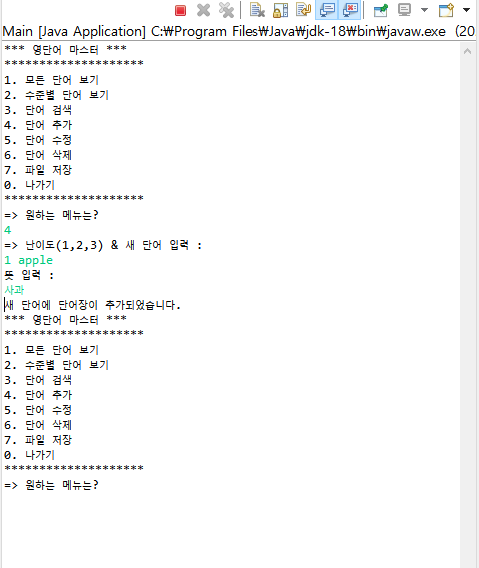 Main [Java Application] C:₩Program Files₩Java₩jdk-18₩bin₩javaw.exe (20
*** 영단어 마스터 ***
********************
1. 모든 단어 보기
2. 수준별 단어 보기
3. 단어 검색
4. 단어 추가
5. 단어 수정
6. 단어 삭제
7. 파일 저장
0. 나가기
********************
=> 원하는 메뉴는?
4
=> 난이도(1,2,3) & 새 단어 입력 :
1 apple
뜻 입력 :
사과
새 단어에 단어장이 추가되었습니다.
*** 영단어 마스터 ***
********************
1. 모든 단어 보기
2. 수준별 단어 보기
3. 단어 검색
4. 단어 추가
5. 단어 수정
6. 단어 삭제
7. 파일 저장
0. 나가기
********************
=> 원하는 메뉴는?